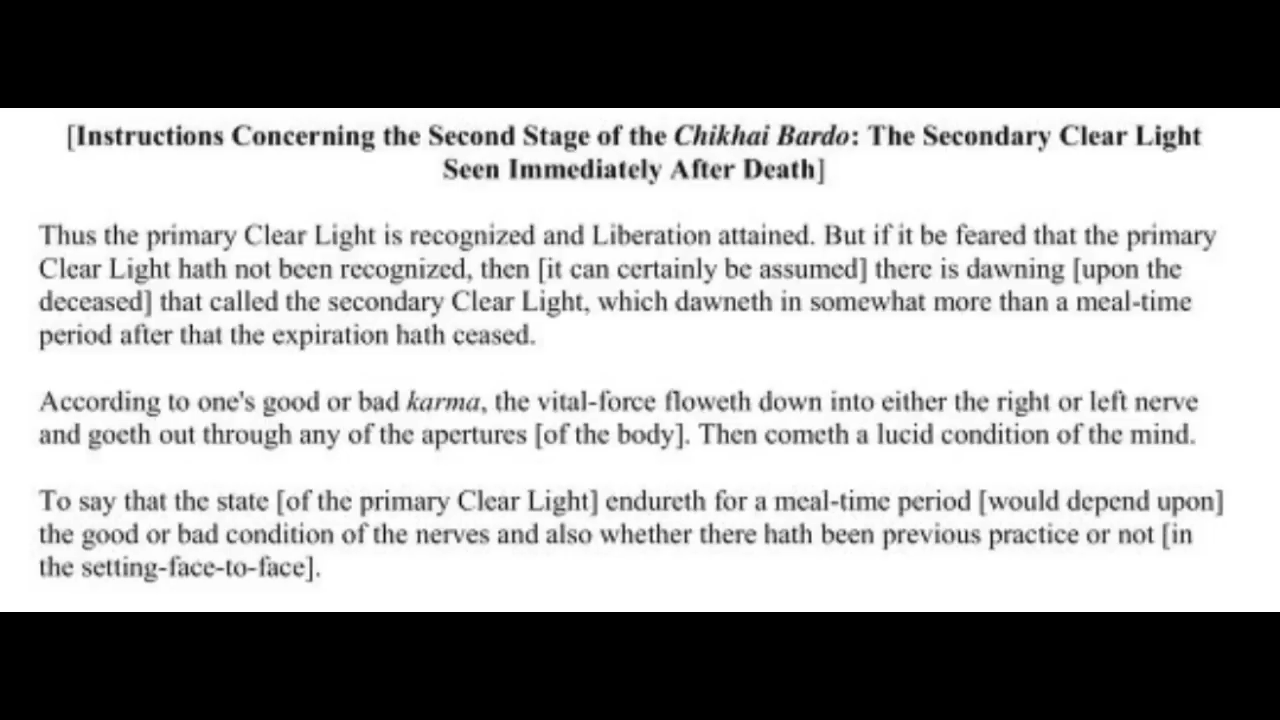 [Instructions Concerning the Second Stage of the Chikhai Bardo: The Secondary Clear Light
Seen Immediately After Death]
Thus the primary Clear Light is recognized and Liberation attained. But if it be feared that the primary
Clear Light hath not been recognized, then [it can certainly be assumed] there is dawning [upon the
deceased] that called the secondary Clear Light, which dawneth in somewhat more than a meal-time
period after that the expiration hath ceased.
According to one's good or bad karma, the vital-force floweth down into either the right or left nerve
and goeth out through any of the apertures [of the body]. Then cometh a lucid condition of the mind.
To say that the state [of the primary Clear Light] endureth for a meal-time period [would depend upon]
the good or bad condition of the nerves and also whether there hath been previous practice or not [in
the setting-face-to-face].